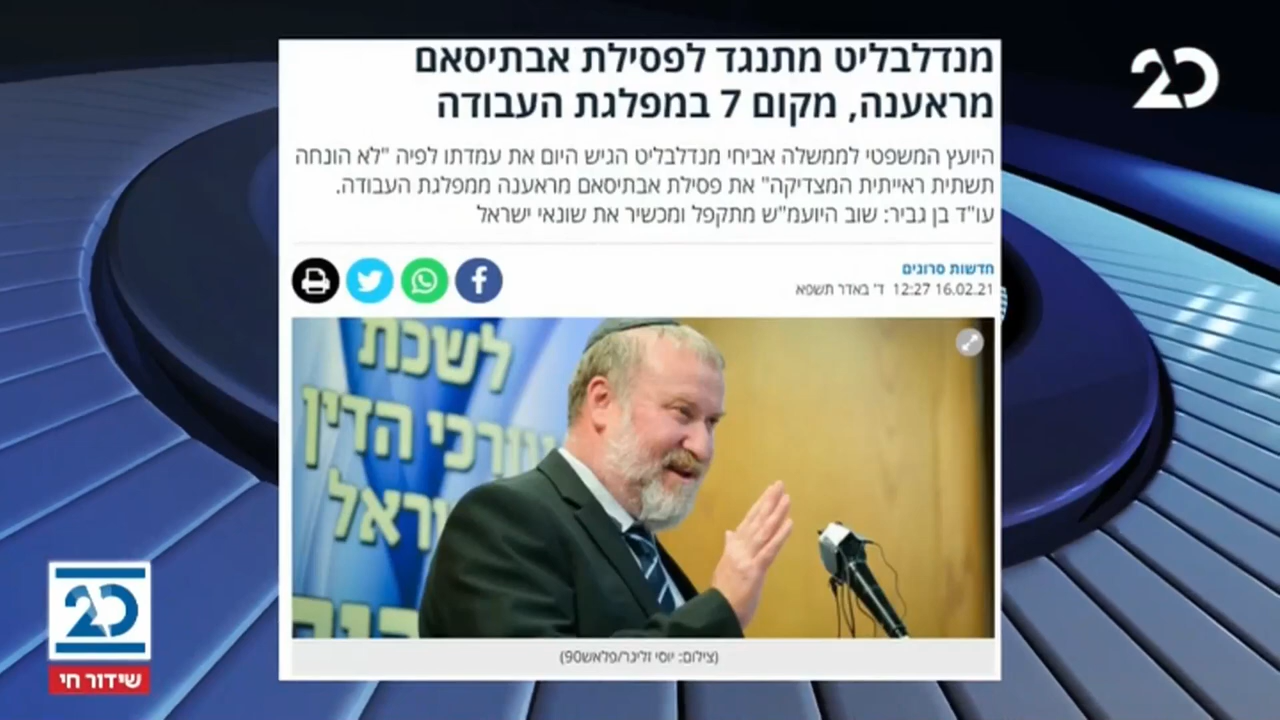 מנדלבליט מתנגד לפסילת אבתיסאם
מראענה, מקום 7 במפלגת העבודה
היועץ המשפטי לממשלה אביחי מנדלבליט הגיש היום את עמדתו לפיה "לא הונחה
תשתית ראייתית המצדיקה" את פסילת אבתיסאם מראענה ממפלגת העבודה.
עו"ד בן גביר: שוב היועמ"ש מתקפל ומכשיר את שונאי ישראל
חדשות סרוגים
16.02.21 12:27 ד' באדר תשפא
לשכת
עורכי הדין
(צילום: יוסי זליגר/פלאש90)
20
20
שידור חי